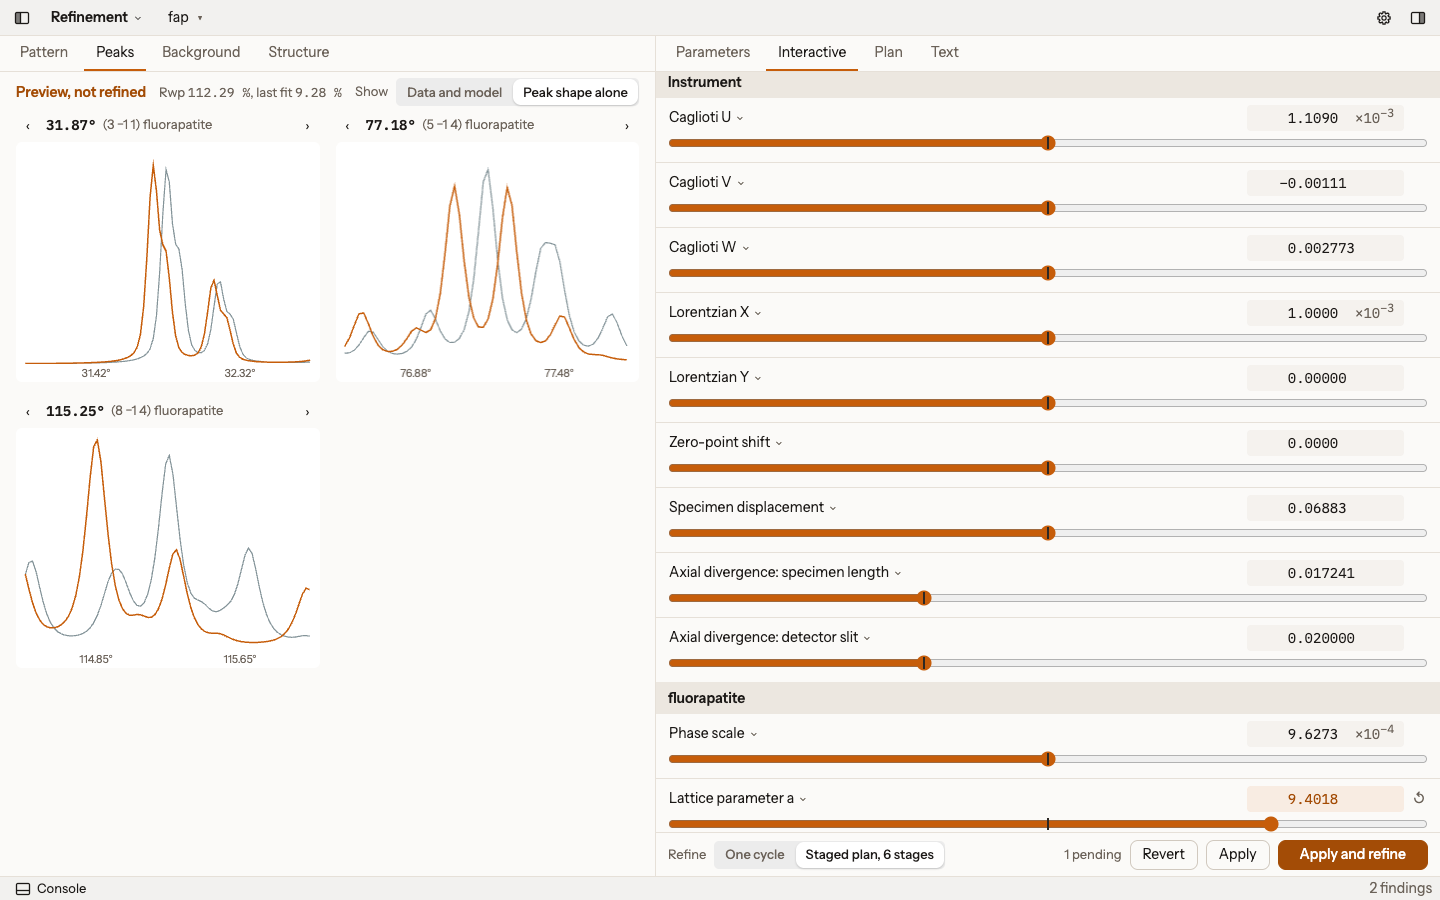 Refinement fap
Pattern Peaks Background Structure
Parameters Interactive Plan Text
Preview, not refined Rwp 112.29 %, last fit 9.28 % Show Data and model Peak shape alone
31.87° (3 −1 1) fluorapatite
77.18° (5 −1 4) fluorapatite
31.42° 32.32°
76.88° 77.48°
115.25° (8 −1 4) fluorapatite
114.85° 115.65°
Instrument
Caglioti U 1.1090 ×10−3
Caglioti V −0.00111
Caglioti W 0.002773
Lorentzian X 1.0000 ×10−3
Lorentzian Y 0.00000
Zero-point shift 0.0000
Specimen displacement 0.06883
Axial divergence: specimen length 0.017241
Axial divergence: detector slit 0.020000
fluorapatite
Phase scale 9.6273 ×10−4
Lattice parameter a 9.4018
Refine One cycle Staged plan, 6 stages 1 pending Revert Apply Apply and refine
Console 2 findings